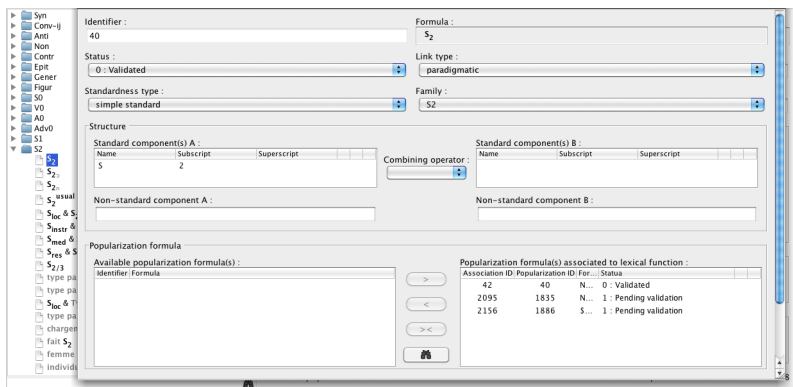 Syn
Conv-ij
Anti
Non
Contr
Epit
Gener
Figur
S0
V0
A0
Adv0
S1
S2
S₂
S₂⊃
S₂∩
S₂usual
Sloc & S
Sinstr &
Smed &
Sres & S
S2/3
type pa
type pa
Sloc & T
type pa
chargem
fait S₂
femme
individu
Identifier :
40
Formula :
S₂
Status :
0 : Validated
Link type :
paradigmatic
Standardness type :
simple standard
Family :
S2
Structure
Standard component(s) A :
Name Subscript Superscript
S 2
Combining operator :
Standard component(s) B :
Name Subscript Superscript
Non-standard component A :
Non-standard component B :
Popularization formula
Available popularization formula(s) :
Identifier Formula
>
<
><
Popularization formula(s) associated to lexical function :
Association ID Popularization ID For... Statua
42 40 N... 0 : Validated
2095 1835 N... 1 : Pending validation
2156 1886 S... 1 : Pending validation
8